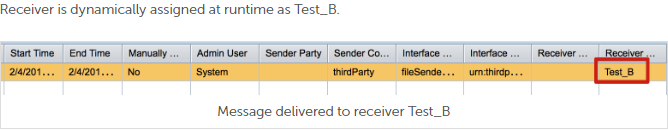 Receiver is dynamically assigned at runtime as Test_B.
Start Time End Time Manually ... Admin User Sender Party Sender Co... Interface ... Interface ... Receiver ... Receiver ...
2/4/201... 2/4/201... No System thirdParty fileSende... urn:thirdp... Test_B
Message delivered to receiver Test_B